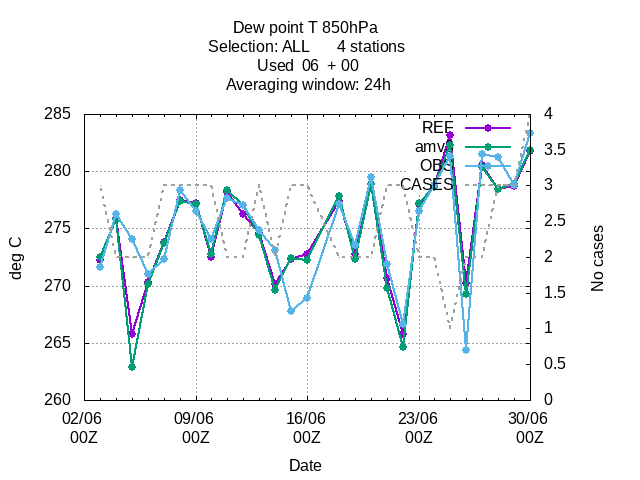 Dew point T 850hPa
Selection: ALL 4 stations
Used 06 + 00
Averaging window: 24h
285
280
275
270
265
260
4
3.5
3
2.5
2
1.5
1
0.5
0
REF
amv
OBS
CASES
deg C
No cases
02/06 09/06 16/06 23/06 30/06
00Z 00Z 00Z 00Z 00Z
Date